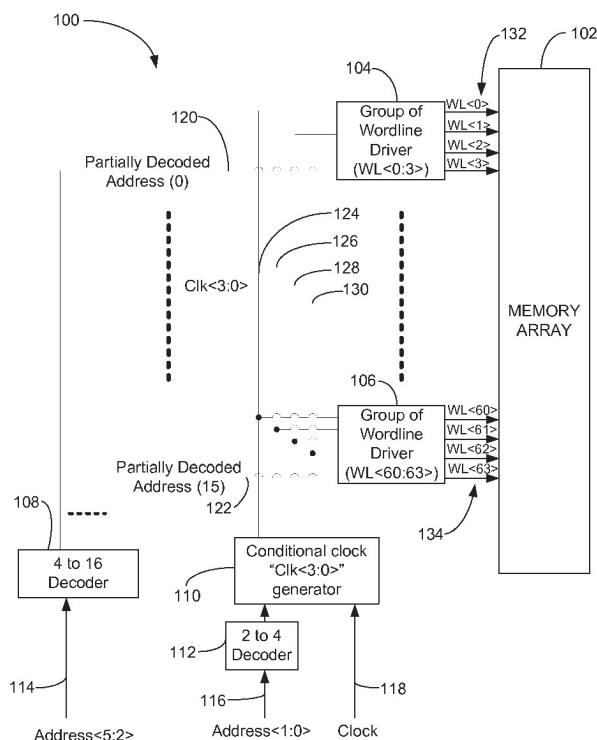 100
132
102
104
WL<0>
WL<1>
WL<2>
WL<3>
Group of
Wordline
Driver
(WL<0:3>)
120
Partially Decoded
Address (0)
124
126
128
130
Clk<3:0>
MEMORY
ARRAY
106
Group of
Wordline
Driver
(WL<60:63>)
WL<60>
WL<61>
WL<62>
WL<63>
Partially Decoded
Address (15)
122
134
108
4 to 16
Decoder
110
Conditional clock
“Clk<3:0>”
generator
112
2 to 4
Decoder
114
116
118
Address<5:2>
Address<1:0>
Clock